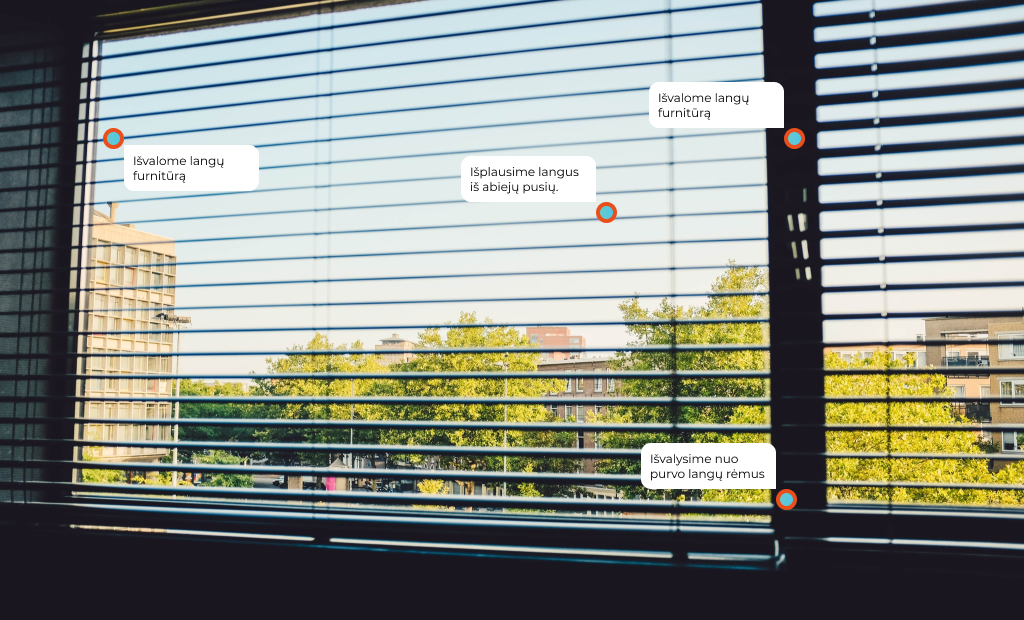 Išvalome langų
furnitūrą
Išvalome langų
furnitūrą
Išplausime langus
iš abiejų pusių.
Išvalysime nuo
purvo langų rėmus